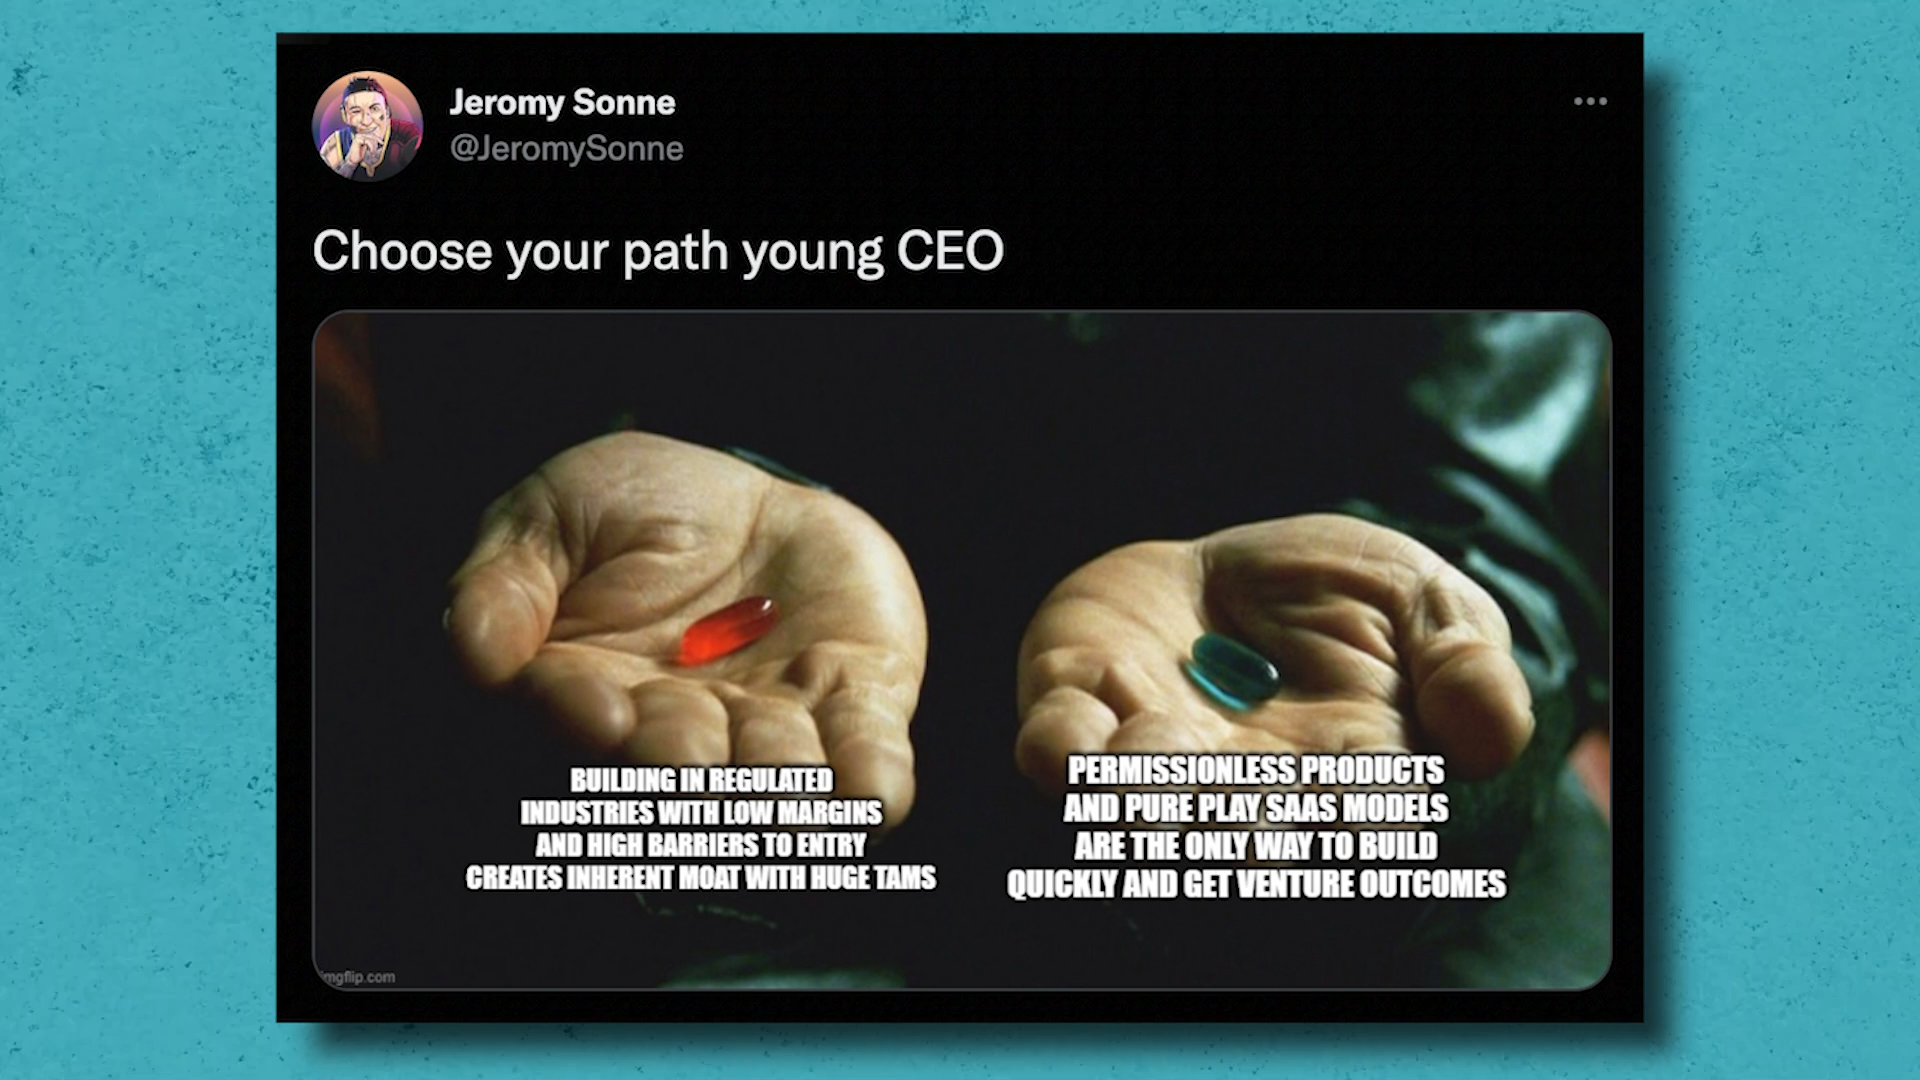 Jeromy Sonne
@JeromySonne
Choose your path young CEO
BUILDING IN REGULATED
INDUSTRIES WITH LOW MARGINS
AND HIGH BARRIERS TO ENTRY
CREATES INHERENT MOAT WITH HUGE TAMS
PERMISSIONLESS PRODUCTS
AND PURE PLAY SAAS MODELS
ARE THE ONLY WAY TO BUILD
QUICKLY AND GET VENTURE OUTCOMES
imgflip.com